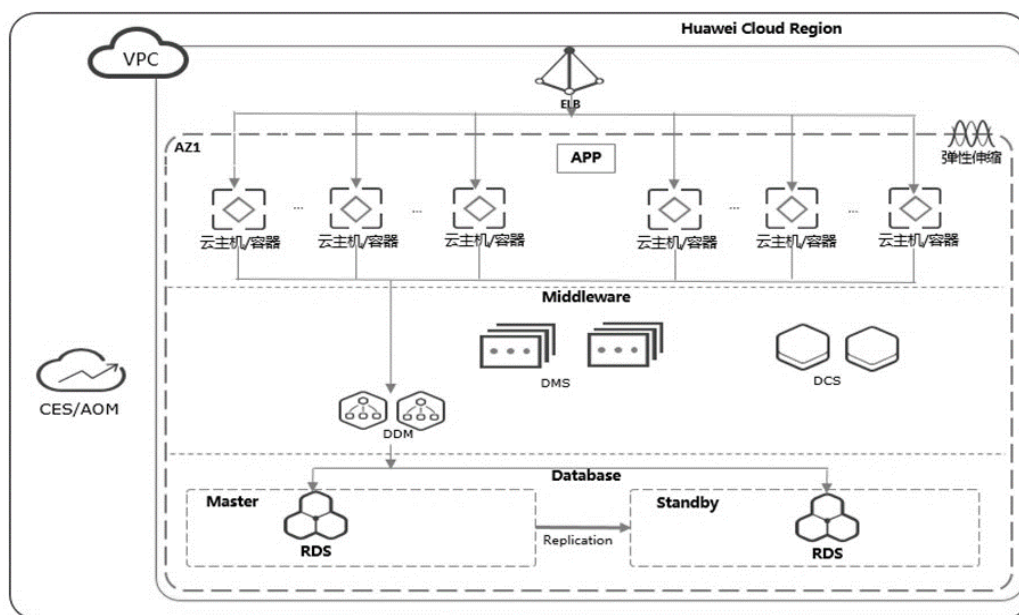 Huawei Cloud Region
VPC
ELB
AZ1
APP
弹性伸缩
... ... ... ...
云主机/容器 云主机/容器 云主机/容器 云主机/容器 云主机/容器 云主机/容器
Middleware
DMS
DCS
CES/AOM
DDM
Database
Master
Standby
RDS
Replication
RDS